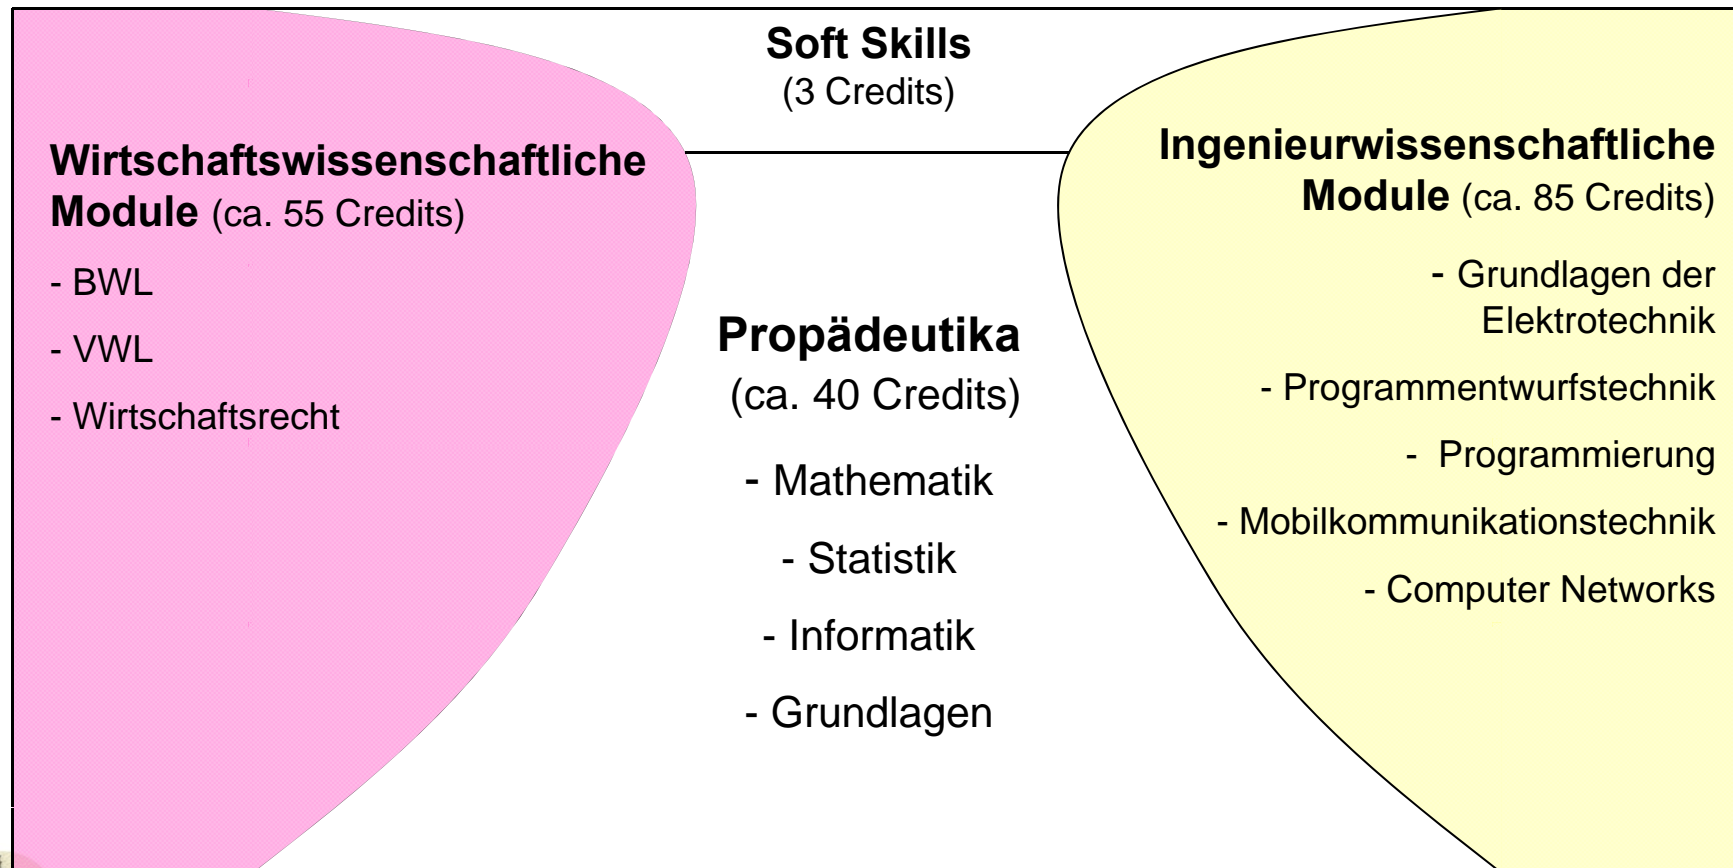 Soft Skills
(3 Credits)
Wirtschaftswissenschaftliche
Module (ca. 55 Credits)
- BWL
- VWL
- Wirtschaftsrecht
Propädeutika
(ca. 40 Credits)
- Mathematik
- Statistik
- Informatik
- Grundlagen
Ingenieurwissenschaftliche
Module (ca. 85 Credits)
- Grundlagen der
Elektrotechnik
- Programmentwurfstechnik
- Programmierung
- Mobilkommunikationstechnik
- Computer Networks